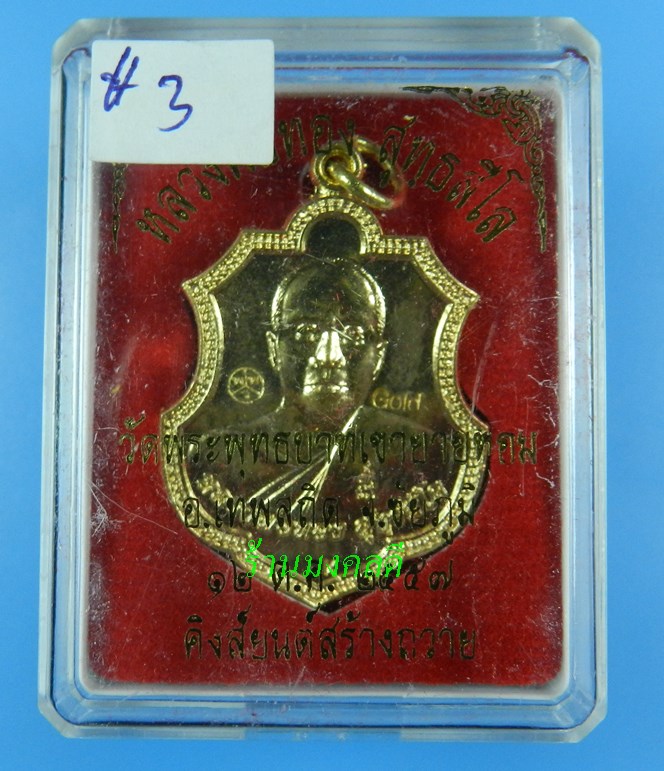 #3
หลวงพ่อทอง สุทธสีโล
Gold
วัดพระพุทธบาทเขายายหอม
อ.เทพสถิต จ.ชัยภูมิ
ร้านมงคลดี
๑๒ ต.ค. ๒๕๕๗
คิงส์ยนต์สร้างถวาย